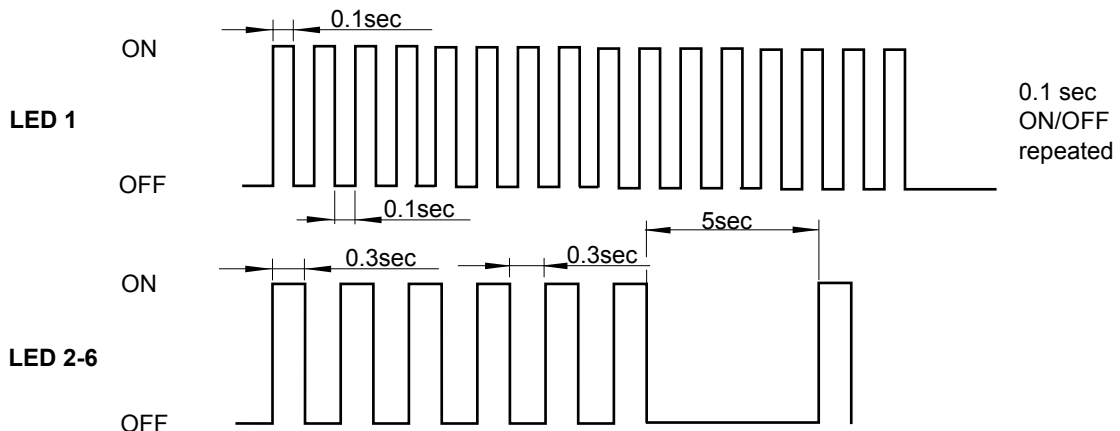 0.1sec
ON
LED 1
0.1 sec
ON/OFF
repeated
OFF
0.1sec
5sec
0.3sec
0.3sec
ON
LED 2-6
OFF